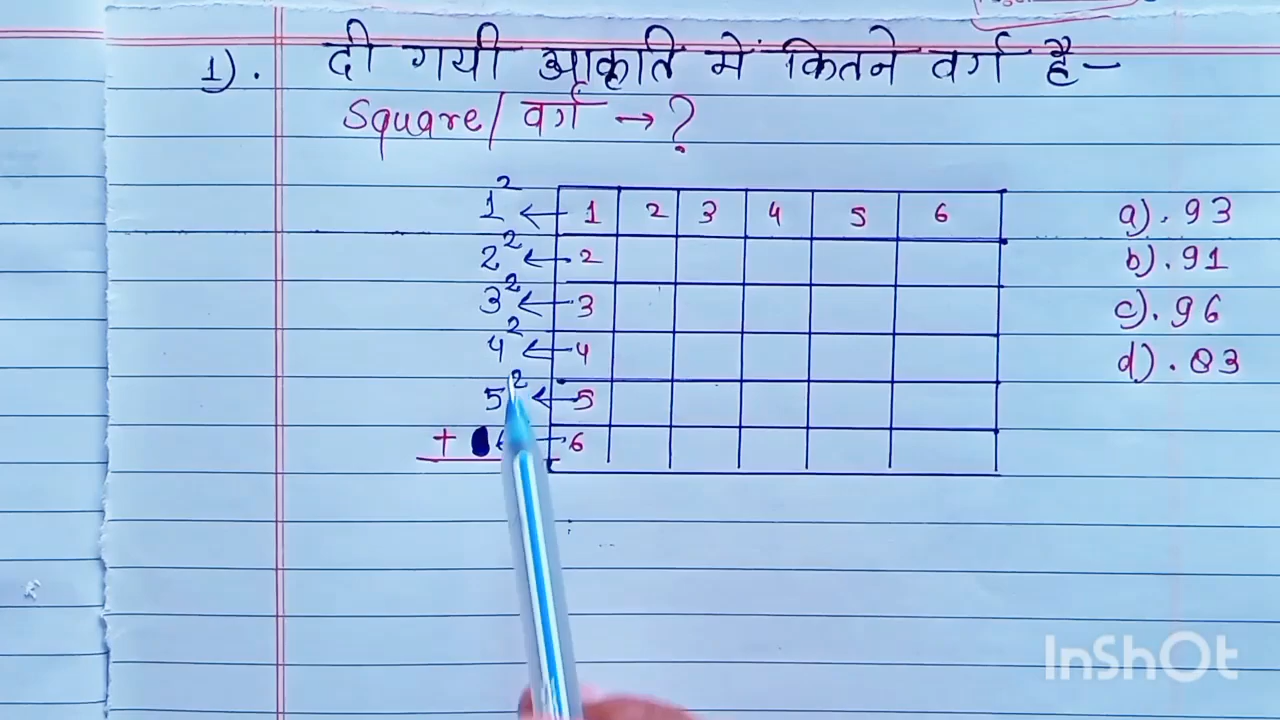 1). दी गयी आकृति में कितने वर्ग है-
Square/ वर्ग → ?
1² ← 1 2 3 4 5 6
2² ← 2
3² ← 3
4² ← 4
5² ← 5
+ 6
a). 93
b). 91
c). 96
d). 83
InShOt